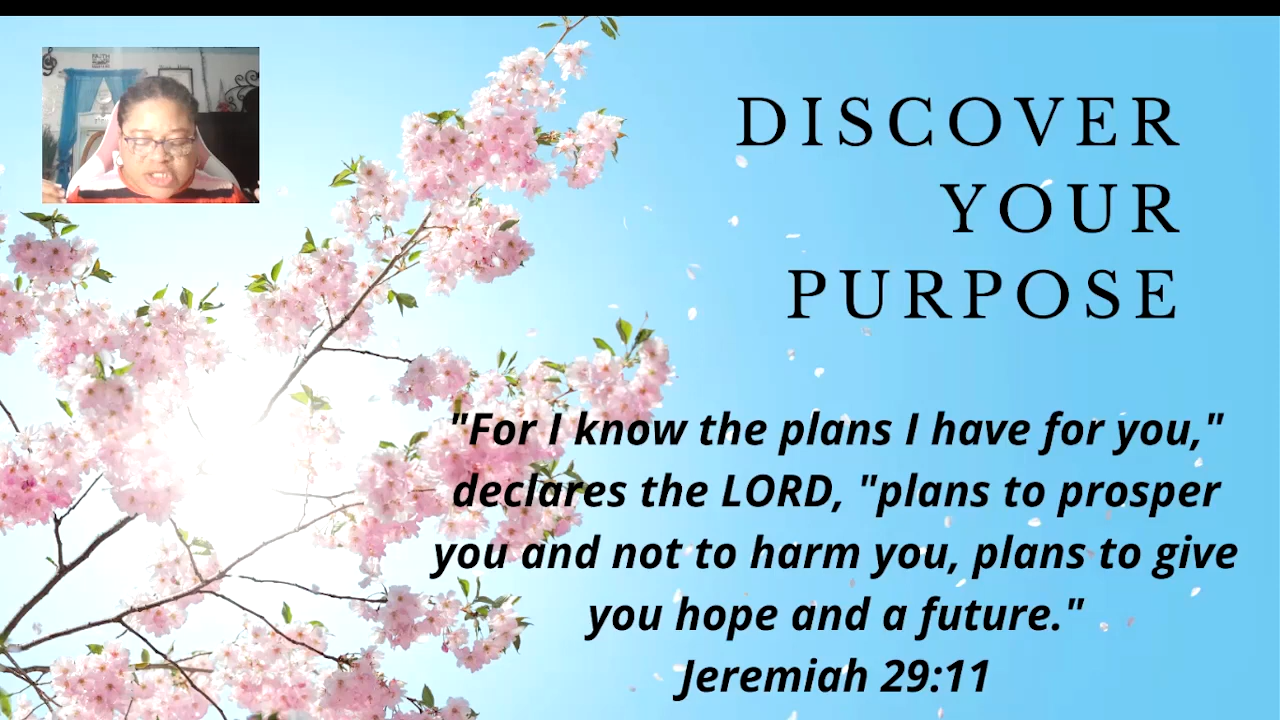 DISCOVER
YOUR
PURPOSE
"For I know the plans I have for you,"
declares the LORD, "plans to prosper
you and not to harm you, plans to give
you hope and a future."
Jeremiah 29:11